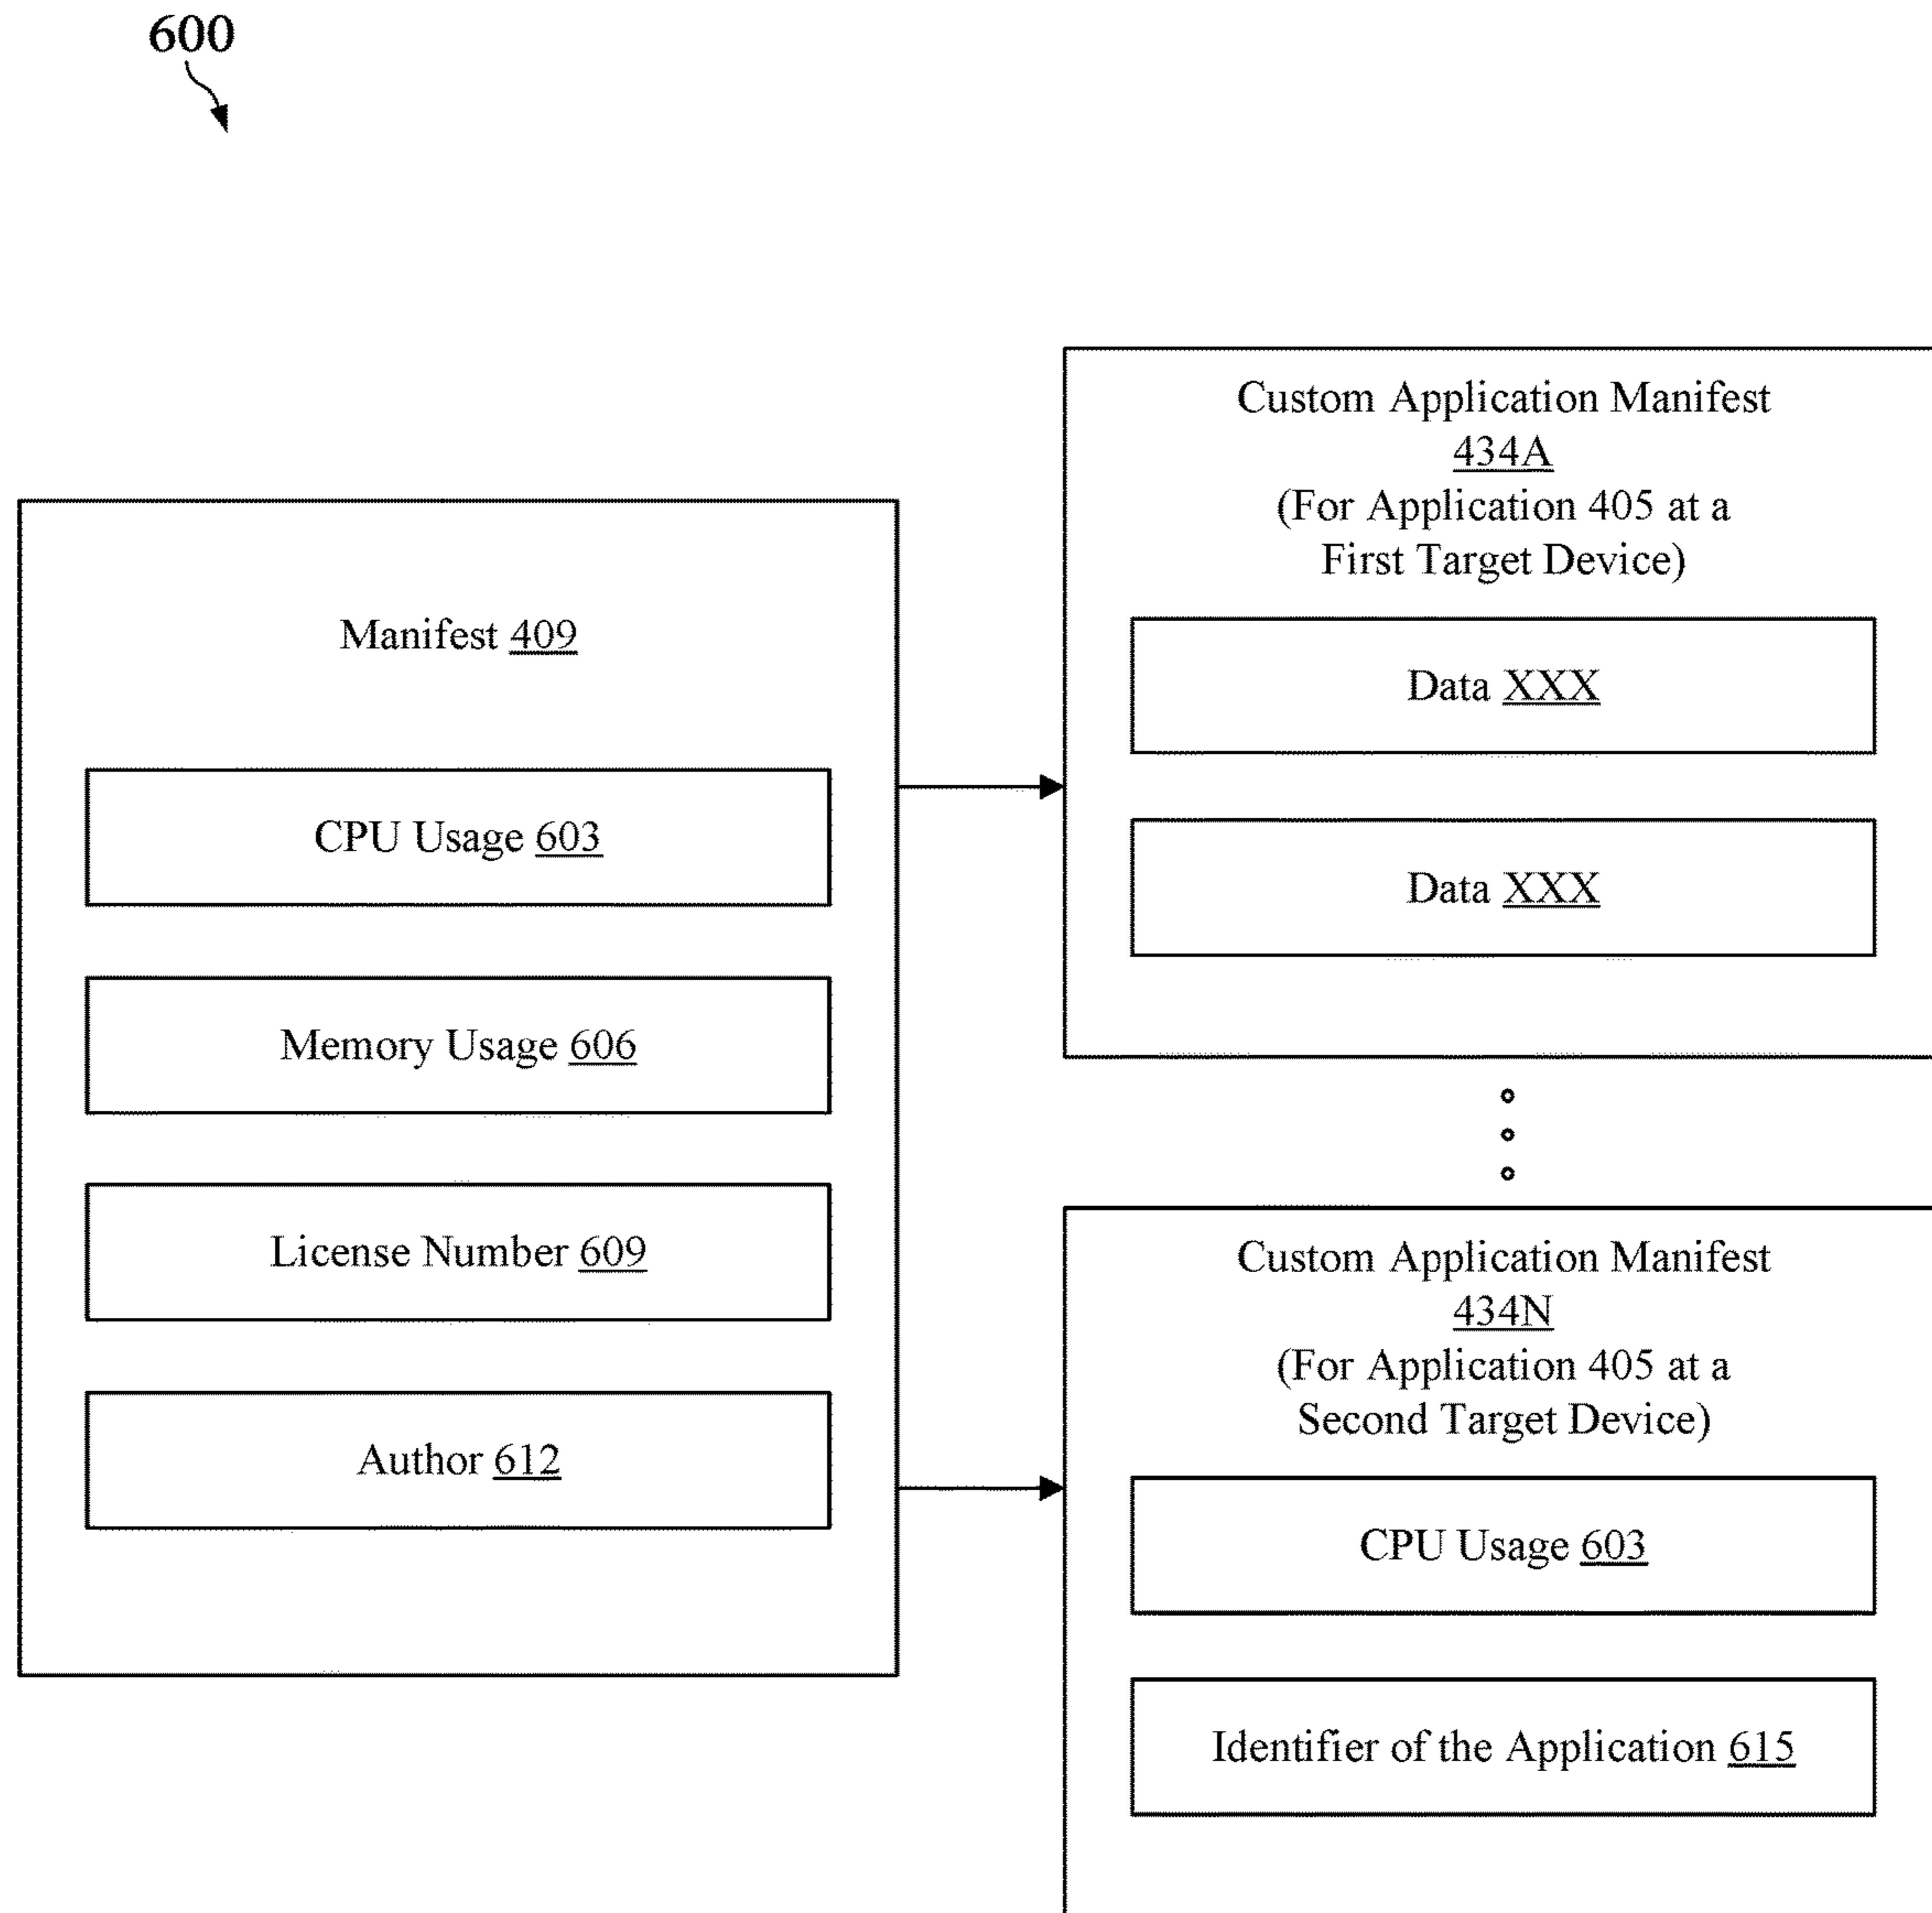 600
Manifest 409
CPU Usage 603
Memory Usage 606
License Number 609
Author 612
Custom Application Manifest
434A
(For Application 405 at a
First Target Device)
Data XXX
Data XXX
Custom Application Manifest
434N
(For Application 405 at a
Second Target Device)
CPU Usage 603
Identifier of the Application 615